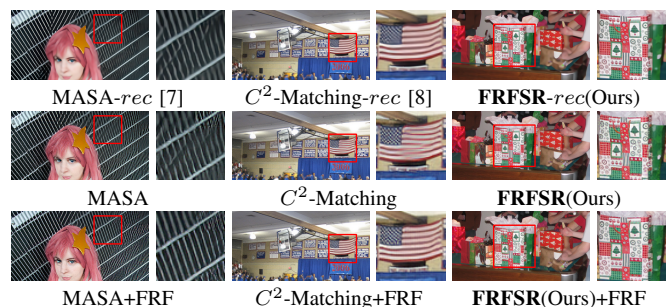 MASA-rec [7] C²-Matching-rec [8] FRFSR-rec(Ours)
MASA C²-Matching FRFSR(Ours)
MASA+FRF C²-Matching+FRF FRFSR(Ours)+FRF